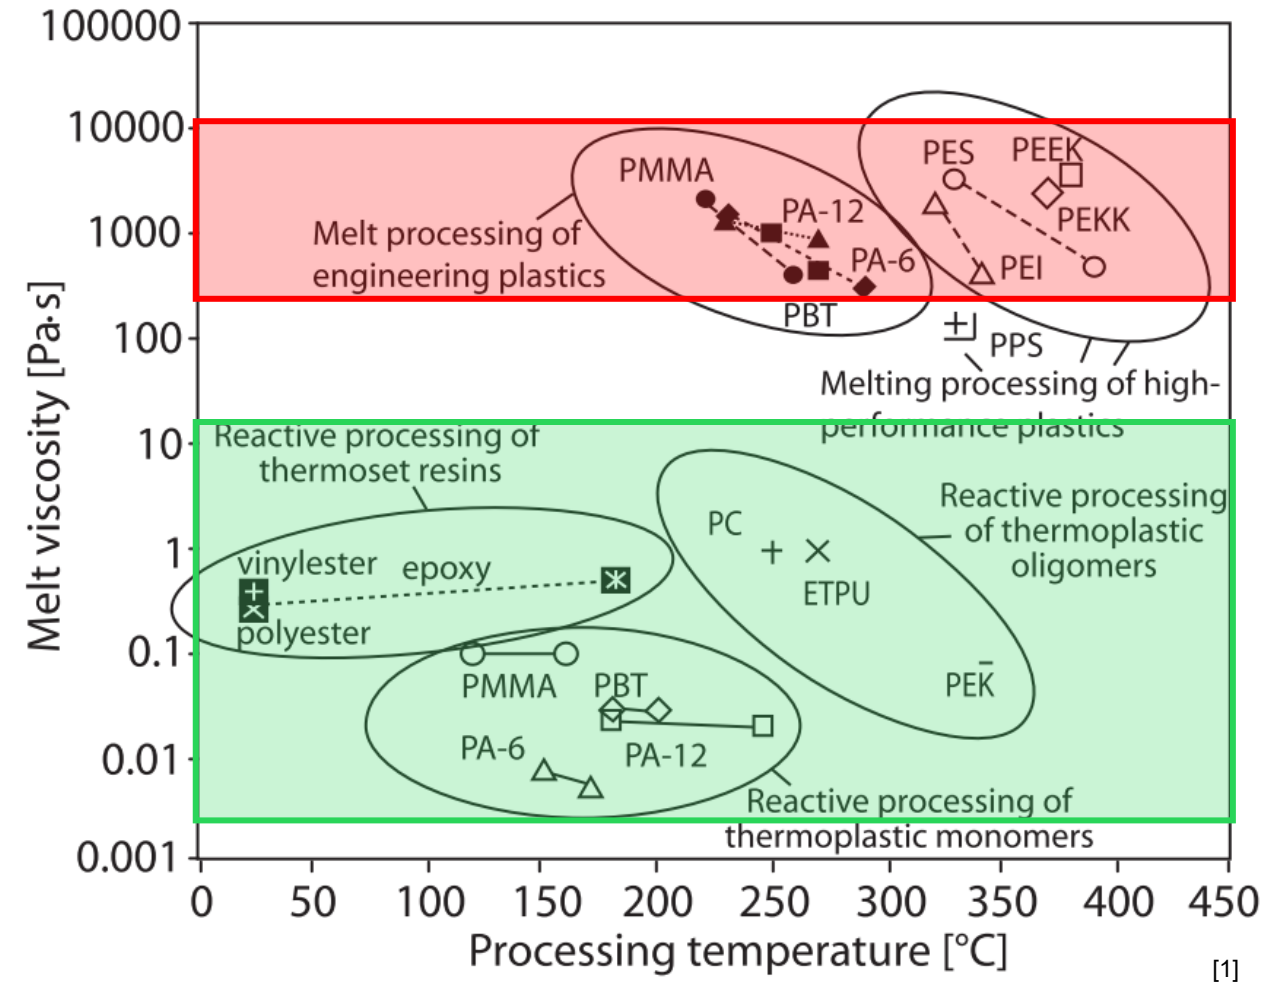 100000
10000
1000
100
10
1
0.1
0.01
0.001
Melt viscosity [Pa·s]
PMMA
PA-12
PA-6
PBT
Melt processing of
engineering plastics
PES
PEEK
PEKK
PEI
PPS
Melting processing of high-
performance plastics
Reactive processing of
thermoset resins
vinylester
epoxy
polyester
PC
ETPU
PEK
Reactive processing
of thermoplastic
oligomers
PMMA
PBT
PA-6
PA-12
Reactive processing of
thermoplastic monomers
0 50 100 150 200 250 300 350 400 450
Processing temperature [°C]
[1]